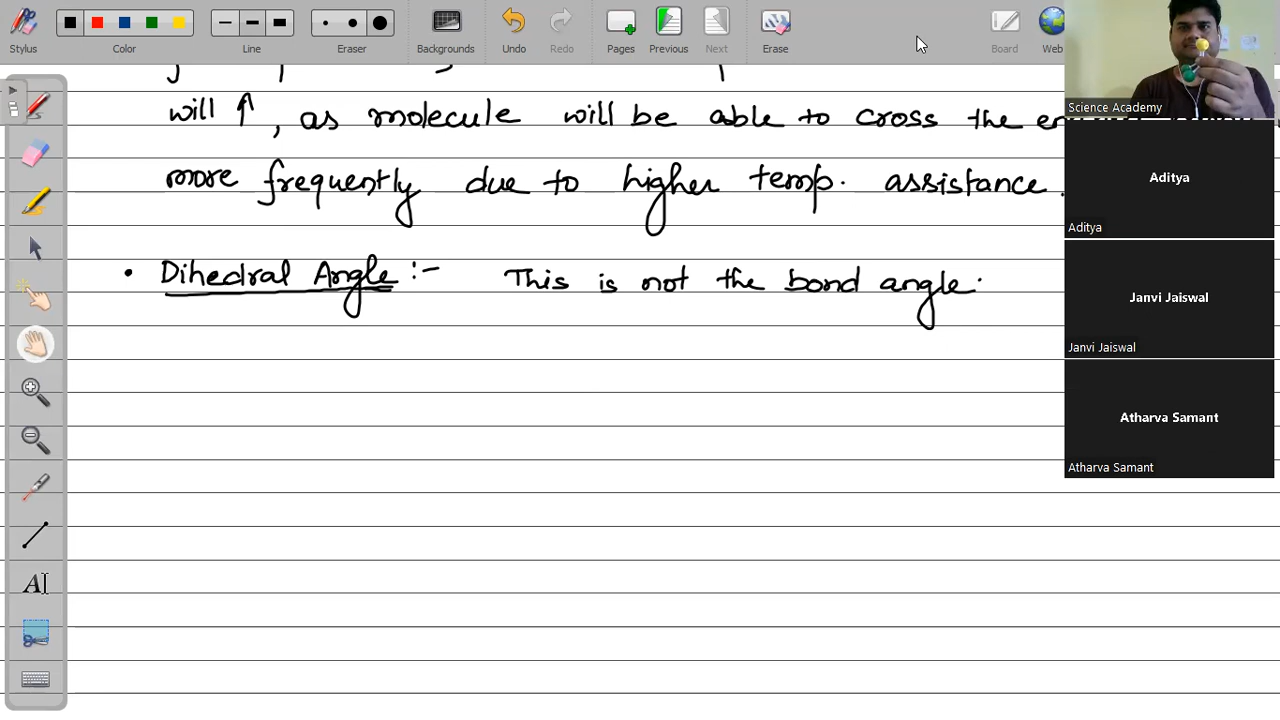 Stylus Color Line Eraser Backgrounds Undo Redo Pages Previous Next Erase Board Web
will ↑, as molecule will be able to cross the
more frequently due to higher temp. assistance.
• Dihedral Angle :- This is not the bond angle.
Science Academy
Aditya
Aditya
Janvi Jaiswal
Janvi Jaiswal
Atharva Samant
Atharva Samant